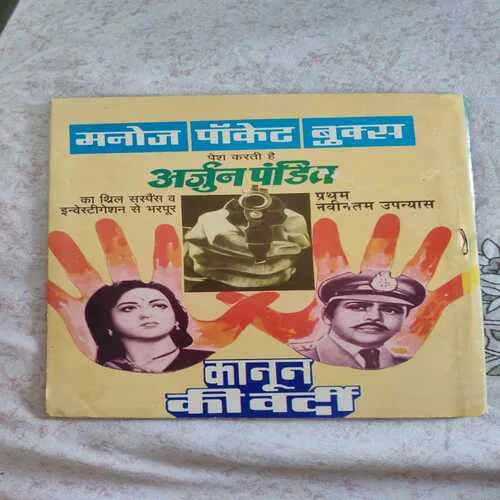 मनोज पॉकेट बुक्स
पेश करती है
अर्जुन पंडित
का थ्रिल सस्पैंस व
इन्वेस्टीगेशन से भरपूर
प्रथम
नवीनतम उपन्यास
कानून
की वर्दी